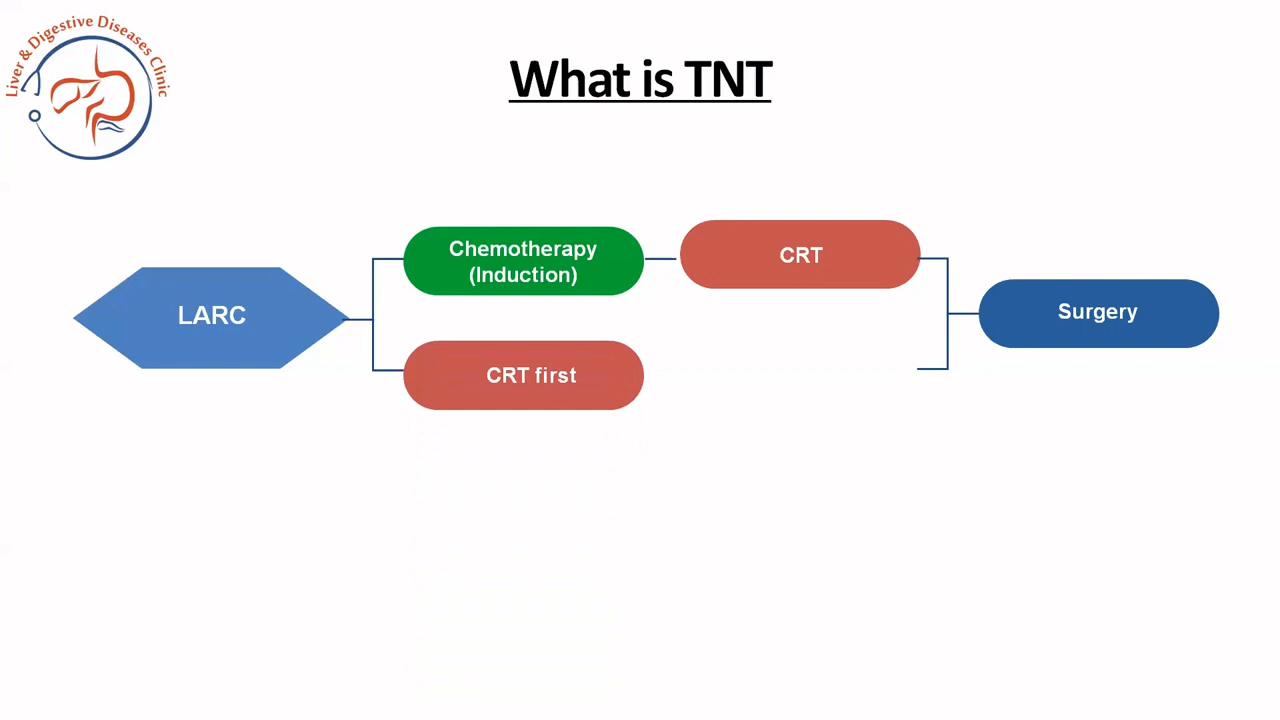 Liver & Digestive Diseases Clinic
What is TNT
LARC
Chemotherapy
(Induction)
CRT
CRT first
Surgery